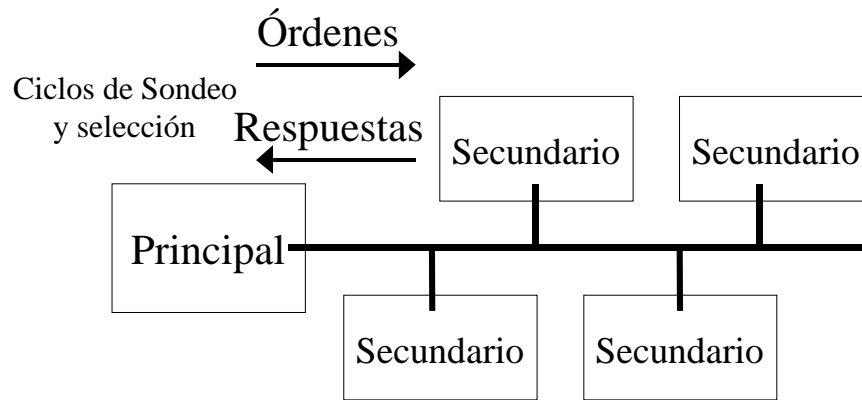 Órdenes
Ciclos de Sondeo
y selección
Respuestas
Secundario
Secundario
Principal
Secundario
Secundario